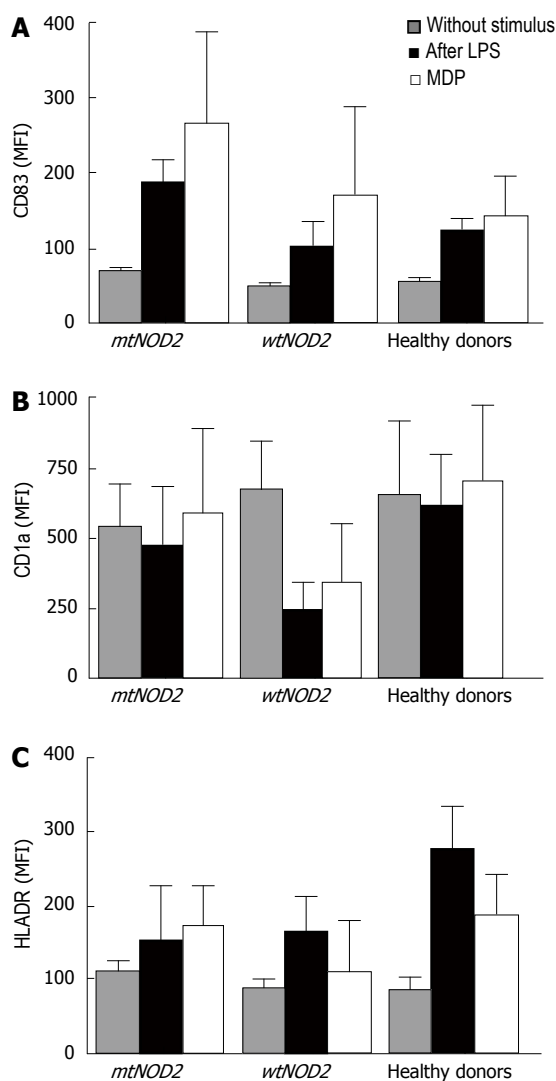 A
400
300
200
100
0
CD83 (MFI)
Without stimulus
After LPS
MDP
mtNOD2 wtNOD2 Healthy donors
B
1000
750
500
250
0
CD1a (MFI)
mtNOD2 wtNOD2 Healthy donors
C
400
300
200
100
0
HLADR (MFI)
mtNOD2 wtNOD2 Healthy donors